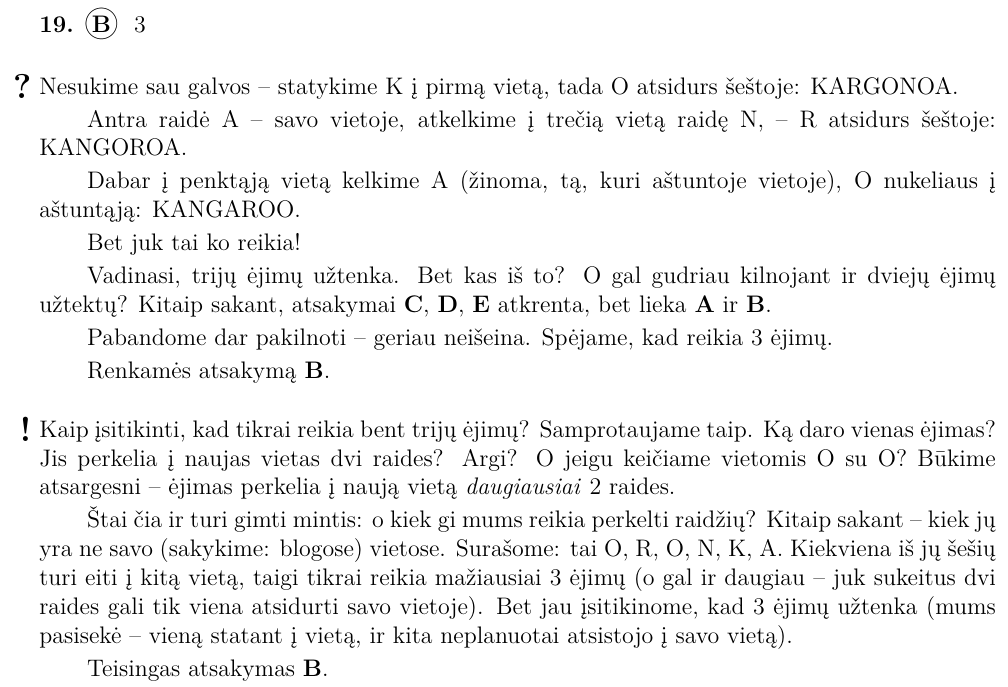 19. B 3
? Nesukime sau galvos – statykime K į pirmą vietą, tada O atsidurs šeštoje: KARGONOA.
Antra raidė A – savo vietoje, atkelkime į trečią vietą raidę N, – R atsidurs šeštoje:
KANGOROA.
Dabar į penktąją vietą kelkime A (žinoma, tą, kuri aštuntoje vietoje), O nukeliaus į
aštuntąją: KANGAROO.
Bet juk tai ko reikia!
Vadinasi, trijų ėjimų užtenka. Bet kas iš to? O gal gudriau kilnojant ir dviejų ėjimų
užtektų? Kitaip sakant, atsakymai C, D, E atkrenta, bet lieka A ir B.
Pabandome dar pakilnoti – geriau neišeina. Spėjame, kad reikia 3 ėjimų.
Renkamės atsakymą B.
! Kaip įsitikinti, kad tikrai reikia bent trijų ėjimų? Samprotaujame taip. Ką daro vienas ėjimas?
Jis perkelia į naujas vietas dvi raides? Argi? O jeigu keičiame vietomis O su O? Būkime
atsargesni – ėjimas perkelia į naują vietą daugiausiai 2 raides.
Štai čia ir turi gimti mintis: o kiek gi mums reikia perkelti raidžių? Kitaip sakant – kiek jų
yra ne savo (sakykime: blogose) vietose. Surašome: tai O, R, O, N, K, A. Kiekviena iš jų šešių
turi eiti į kitą vietą, taigi tikrai reikia mažiausiai 3 ėjimų (o gal ir daugiau – juk sukeitus dvi
raides gali tik viena atsidurti savo vietoje). Bet jau įsitikinome, kad 3 ėjimų užtenka (mums
pasisekė – vieną statant į vietą, ir kita neplanuotai atsistojo į savo vietą).
Teisingas atsakymas B.